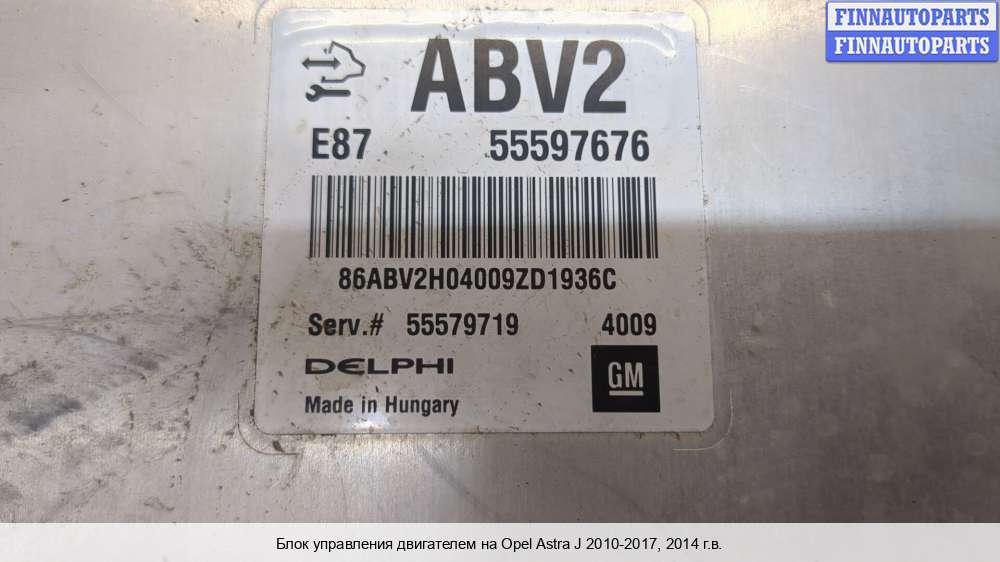 FINNAUTOPARTS
FINNAUTOPARTS
ABV2
E87 55597676
86ABV2H04009ZD1936C
Serv.# 55579719 4009
DELPHI GM
Made in Hungary
Блок управления двигателем на Opel Astra J 2010-2017, 2014 г.в.